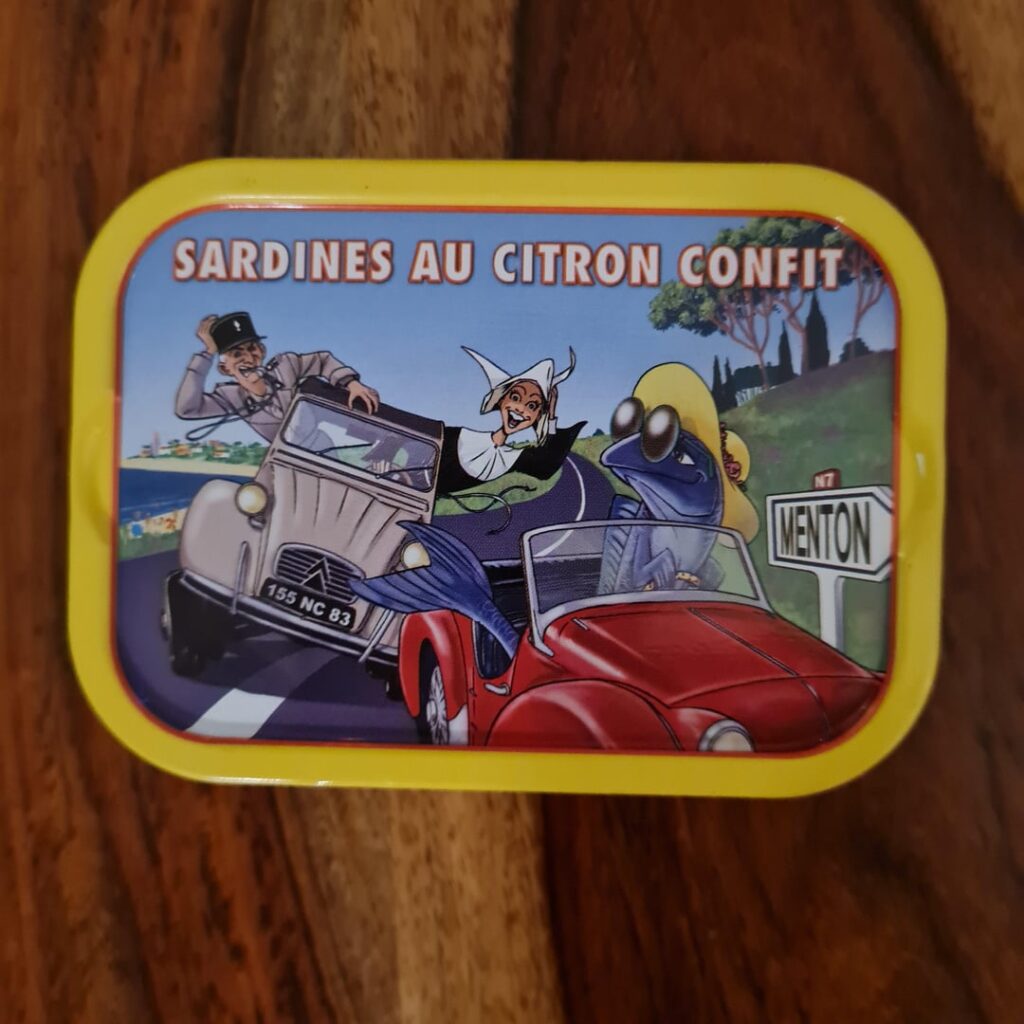 SARDINES AU CITRON CONFIT
N7
MENTON
155 NC 83